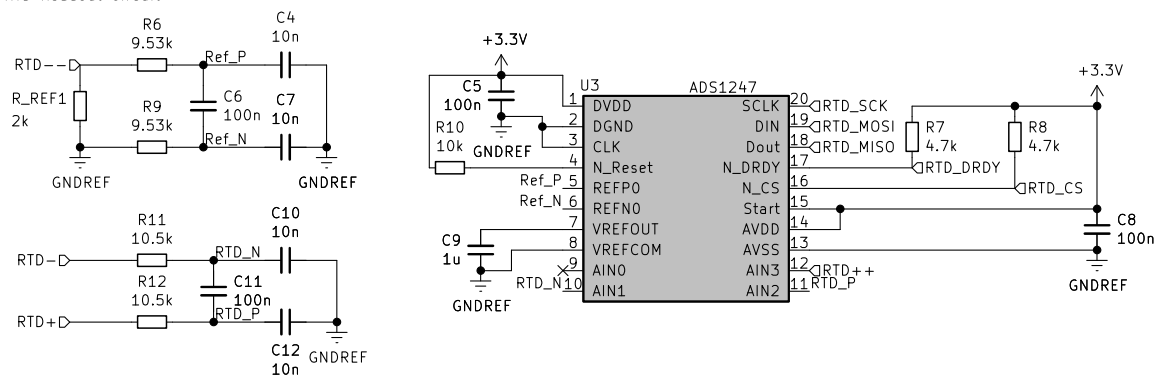 R6
9.53k
C4
10n
RTD--
Ref_P
R_REF1
2k
C6
100n
C7
10n
R9
9.53k
Ref_N
GNDREF
GNDREF
R11
10.5k
C10
10n
RTD-
RTD_N
R12
10.5k
C11
100n
RTD+
RTD_P
C12
10n
GNDREF
+3.3V
C5
100n
GNDREF
R10
10k
Ref_P
Ref_N
C9
1u
GNDREF
RTD_N
U3
ADS1247
1 DVDD SCLK 20 RTD_SCK
2 DGND DIN 19 RTD_MOSI
3 CLK Dout 18 RTD_MISO
4 N_Reset N_DRDY 17 RTD_DRDY
5 REFP0 N_CS 16 RTD_CS
6 REFN0 Start 15
7 VREFOUT AVDD 14
8 VREFCOM AVSS 13
9 AIN0 AIN3 12 RTD++
10 AIN1 AIN2 11 RTD_P
+3.3V
R7
4.7k
R8
4.7k
C8
100n
GNDREF